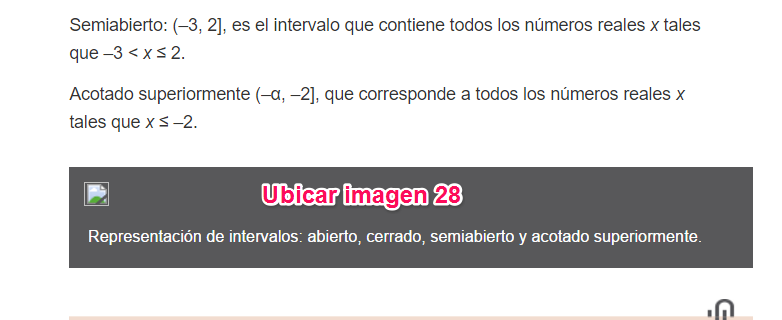 Semiabierto: (–3, 2], es el intervalo que contiene todos los números reales x tales
que –3 < x ≤ 2.
Acotado superiormente (–α, –2], que corresponde a todos los números reales x
tales que x ≤ –2.
Ubicar imagen 28
Representación de intervalos: abierto, cerrado, semiabierto y acotado superiormente.